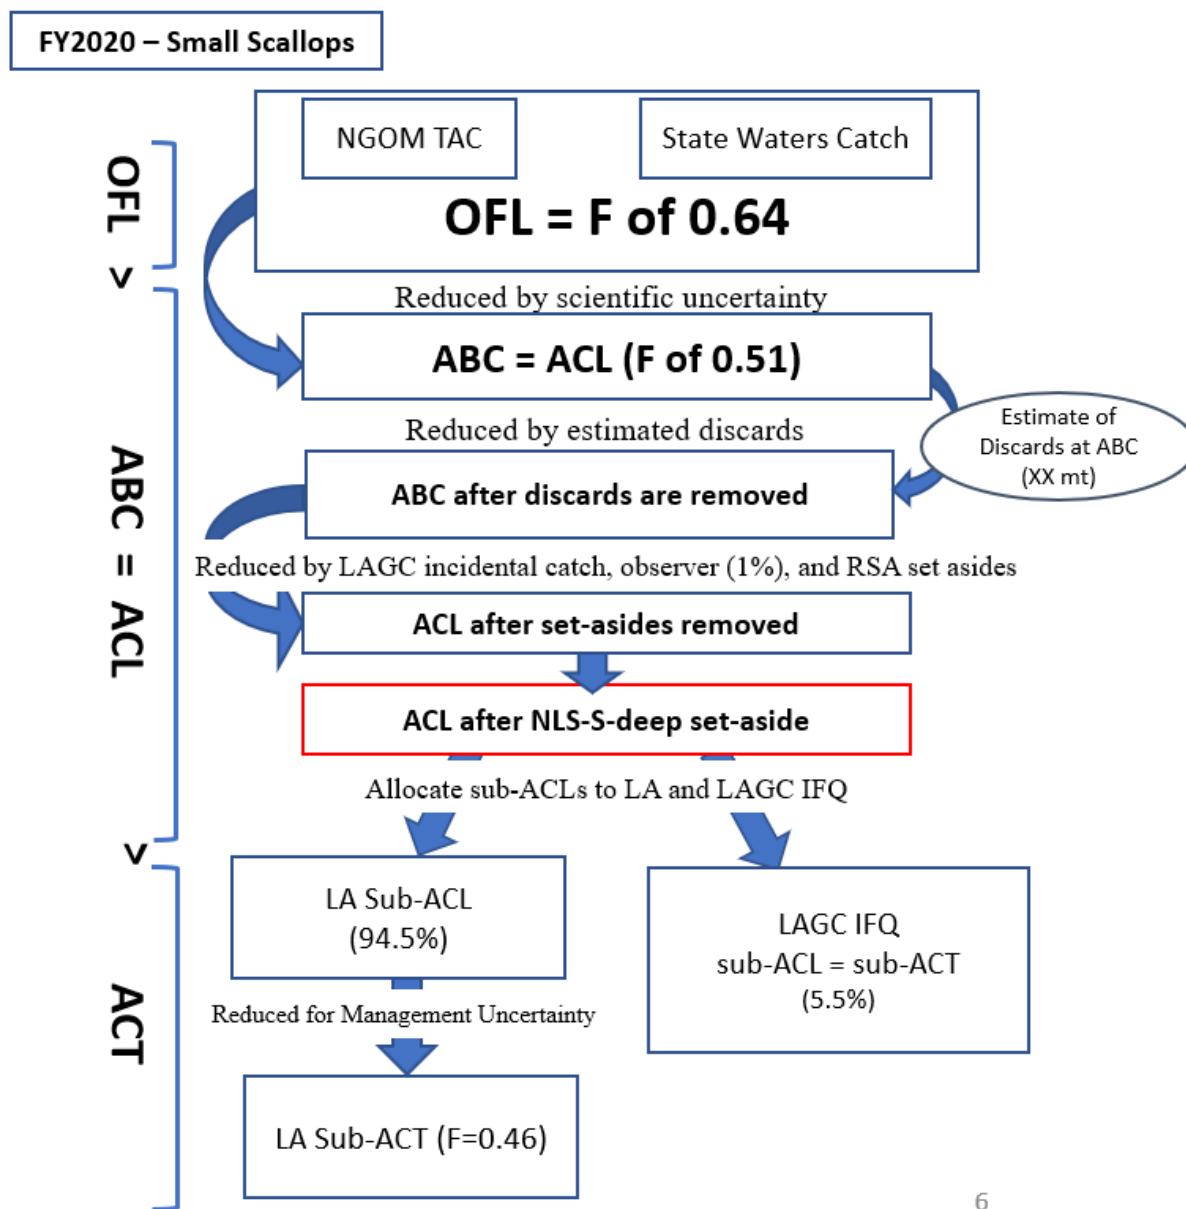 FY2020 – Small Scallops
NGOM TAC
State Waters Catch
OFL = F of 0.64
OFL
>
Reduced by scientific uncertainty
ABC = ACL (F of 0.51)
Estimate of
Discards at ABC
(XX mt)
Reduced by estimated discards
ABC after discards are removed
ABC = ACL
Reduced by LAGC incidental catch, observer (1%), and RSA set asides
ACL after set-asides removed
ACL after NLS-S-deep set-aside
Allocate sub-ACLs to LA and LAGC IFQ
>
LA Sub-ACL
(94.5%)
LAGC IFQ
sub-ACL = sub-ACT
(5.5%)
ACT
Reduced for Management Uncertainty
LA Sub-ACT (F=0.46)
6